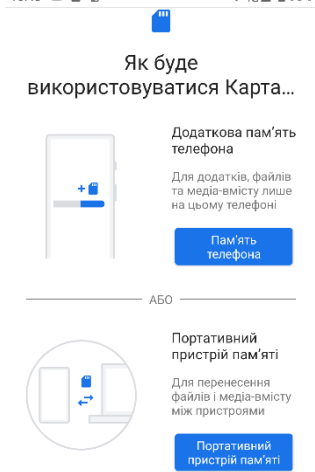 Як буде
використовуватися Карта...
Додаткова пам'ять
телефона
Для додатків, файлів
та медіа-вмісту лише
на цьому телефоні
Пам'ять
телефона
АБО
Портативний
пристрій пам'яті
Для перенесення
файлів і медіа-вмісту
між пристроями
Портативний
пристрій пам'яті